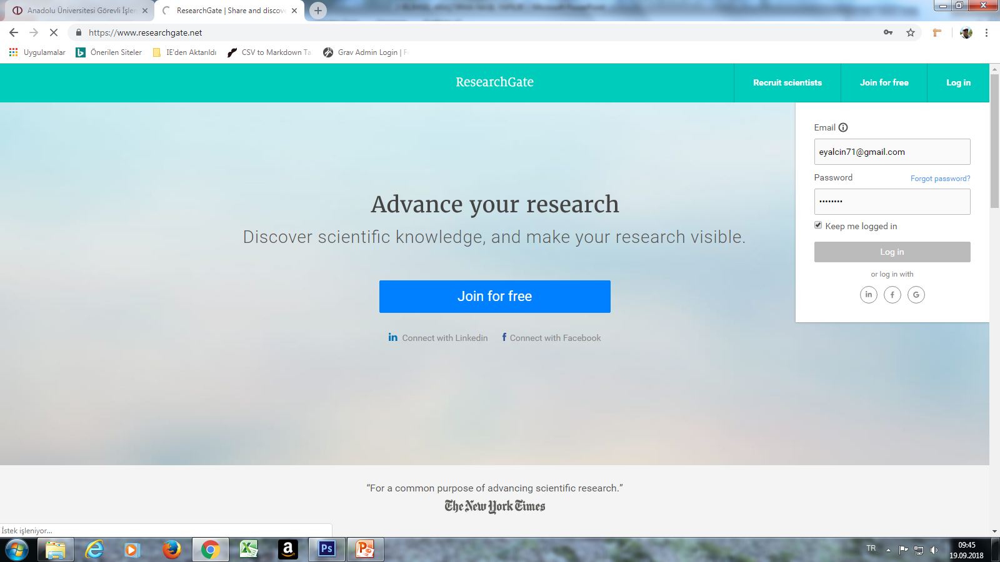 Anadolu Üniversitesi Görevli İşlen
ResearchGate | Share and discove
https://www.researchgate.net
Uygulamalar
Önerilen Siteler
IE'den Aktarıldı
CSV to Markdown Ta
Grav Admin Login | F
ResearchGate
Recruit scientists
Join for free
Log in
Email
eyalcin71@gmail.com
Password
Forgot password?
••••••••
Keep me logged in
Log in
or log in with
Advance your research
Discover scientific knowledge, and make your research visible.
Join for free
in Connect with Linkedin
f Connect with Facebook
“For a common purpose of advancing scientific research.”
The New York Times
İstek işleniyor...
Ps
TR
09:45
19.09.2018